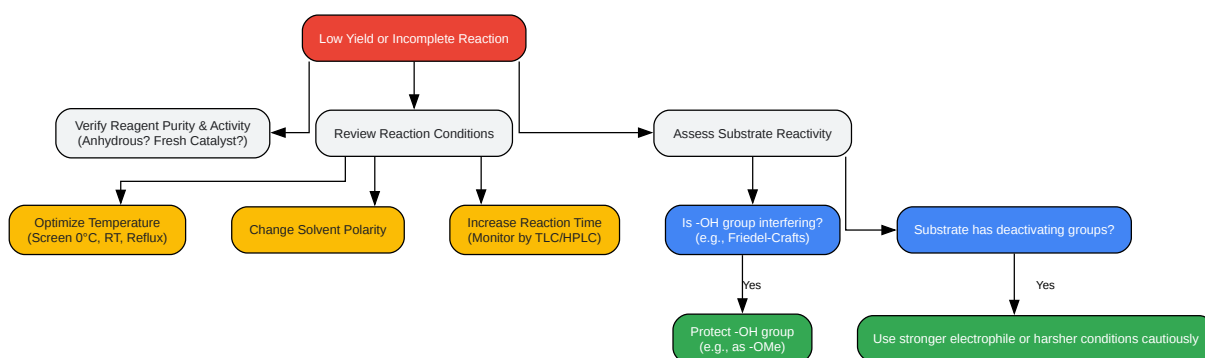 Low Yield or Incomplete Reaction
Verify Reagent Purity & Activity
(Anhydrous? Fresh Catalyst?)
Review Reaction Conditions
Assess Substrate Reactivity
Optimize Temperature
(Screen 0°C, RT, Reflux)
Change Solvent Polarity
Increase Reaction Time
(Monitor by TLC/HPLC)
Is -OH group interfering?
(e.g., Friedel-Crafts)
Substrate has deactivating groups?
Yes
Yes
Protect -OH group
(e.g., as -OMe)
Use stronger electrophile or harsher conditions cautiously